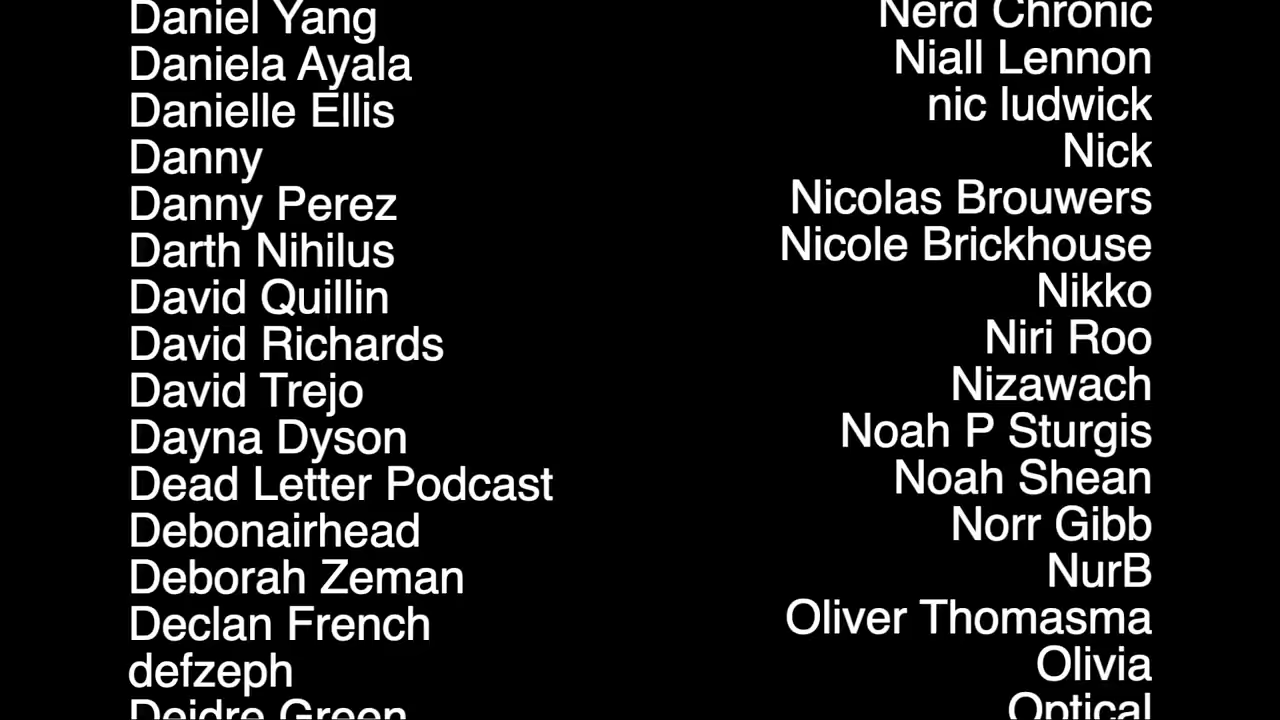 Daniel Yang
Daniela Ayala
Danielle Ellis
Danny
Danny Perez
Darth Nihilus
David Quillin
David Richards
David Trejo
Dayna Dyson
Dead Letter Podcast
Debonairhead
Deborah Zeman
Declan French
defzeph
Deidre Green
Nerd Chronic
Niall Lennon
nic ludwick
Nick
Nicolas Brouwers
Nicole Brickhouse
Nikko
Niri Roo
Nizawach
Noah P Sturgis
Noah Shean
Norr Gibb
NurB
Oliver Thomasma
Olivia
Optical